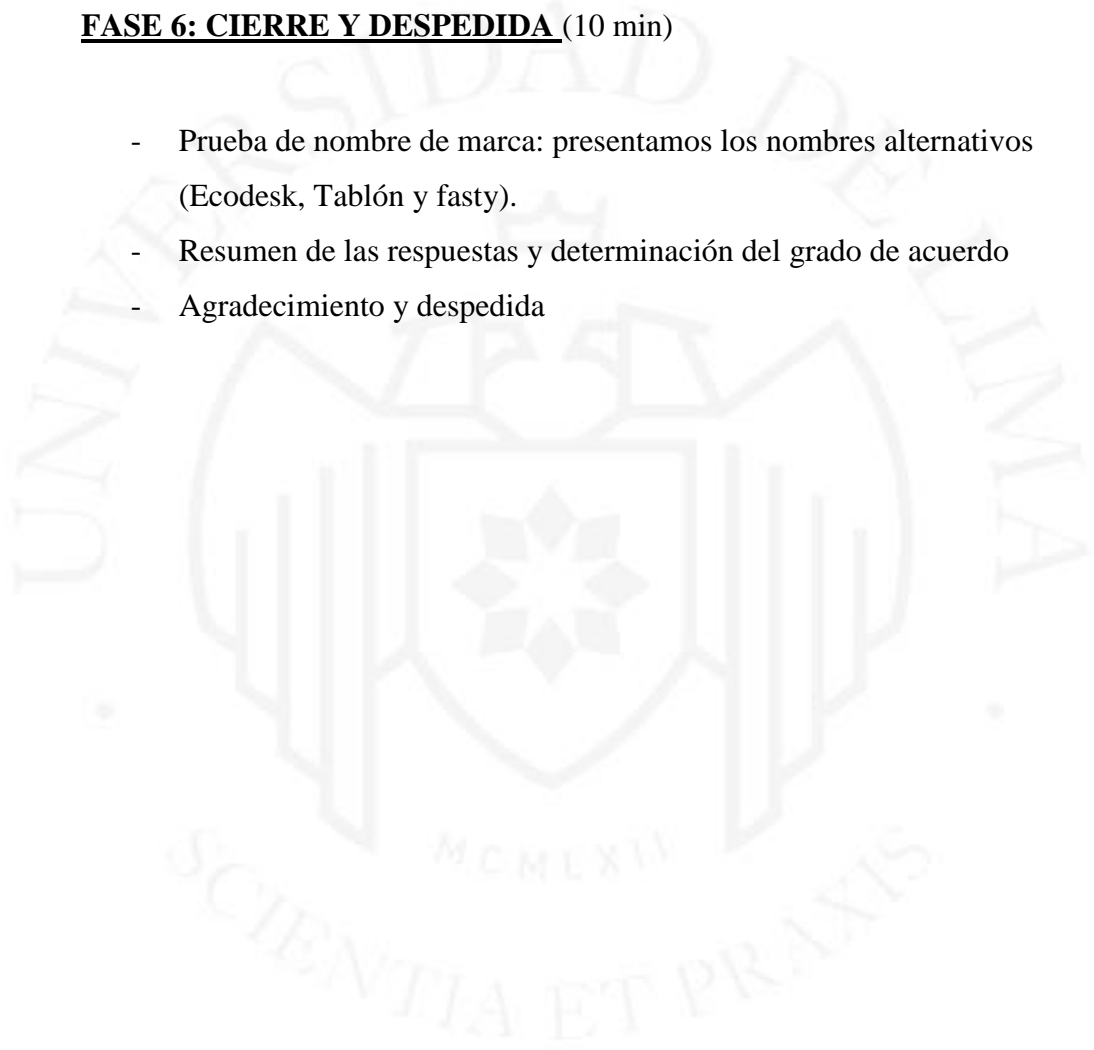 FASE 6: CIERRE Y DESPEDIDA (10 min)
- Prueba de nombre de marca: presentamos los nombres alternativos
(Ecodesk, Tablón y fasty).
- Resumen de las respuestas y determinación del grado de acuerdo
- Agradecimiento y despedida
UNIVERSIDAD DE LIMA
MCMLXII
SCIENTIA ET PRAXIS